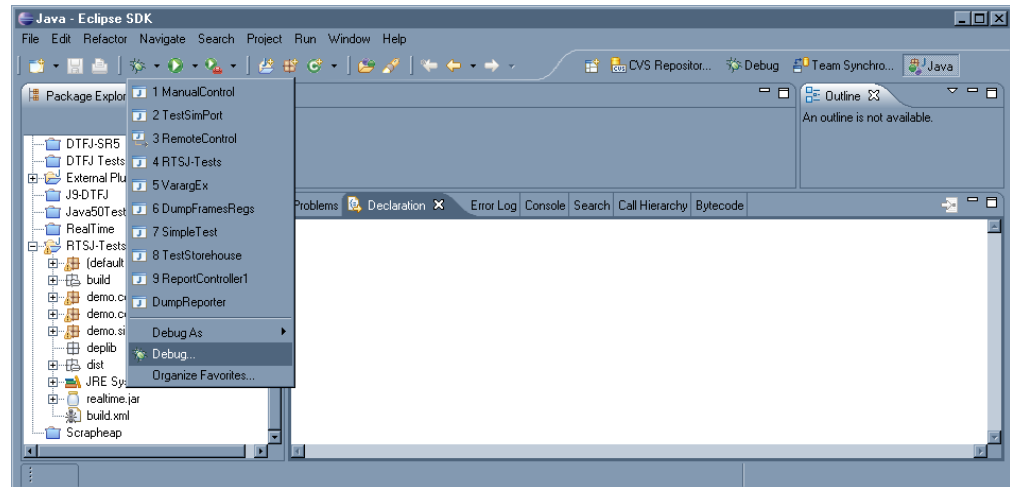 Java - Eclipse SDK
File Edit Refactor Navigate Search Project Run Window Help
CVS Repositor... Debug Team Synchro... Java
Package Explor
Outline
An outline is not available.
1 ManualControl
2 TestSimPort
3 RemoteControl
4 RTSJ-Tests
5 VarargEx
6 DumpFramesRegs
7 SimpleTest
8 TestStorehouse
9 ReportController1
DumpReporter
Debug As
Debug...
Organize Favorites...
DTFJ-SR5
DTFJ Tests
External Plu
J9-DTFJ
Java50Test
RealTime
RTSJ-Tests
(default
build
demo.c
demo.c
demo.si
deplib
dist
JRE Sys
realtime.jar
build.xml
Scrapheap
Problems Declaration Error Log Console Search Call Hierarchy Bytecode